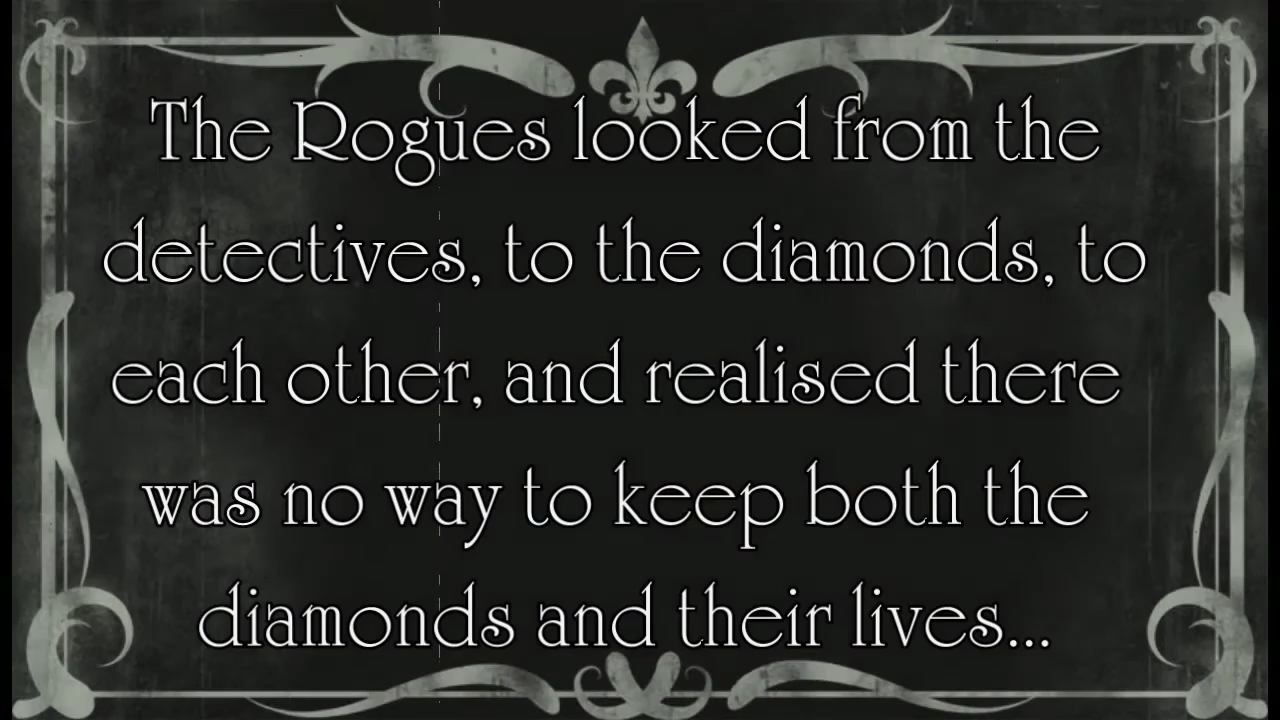 The Rogues looked from the
detectives, to the diamonds, to
each other, and realised there
was no way to keep both the
diamonds and their lives...